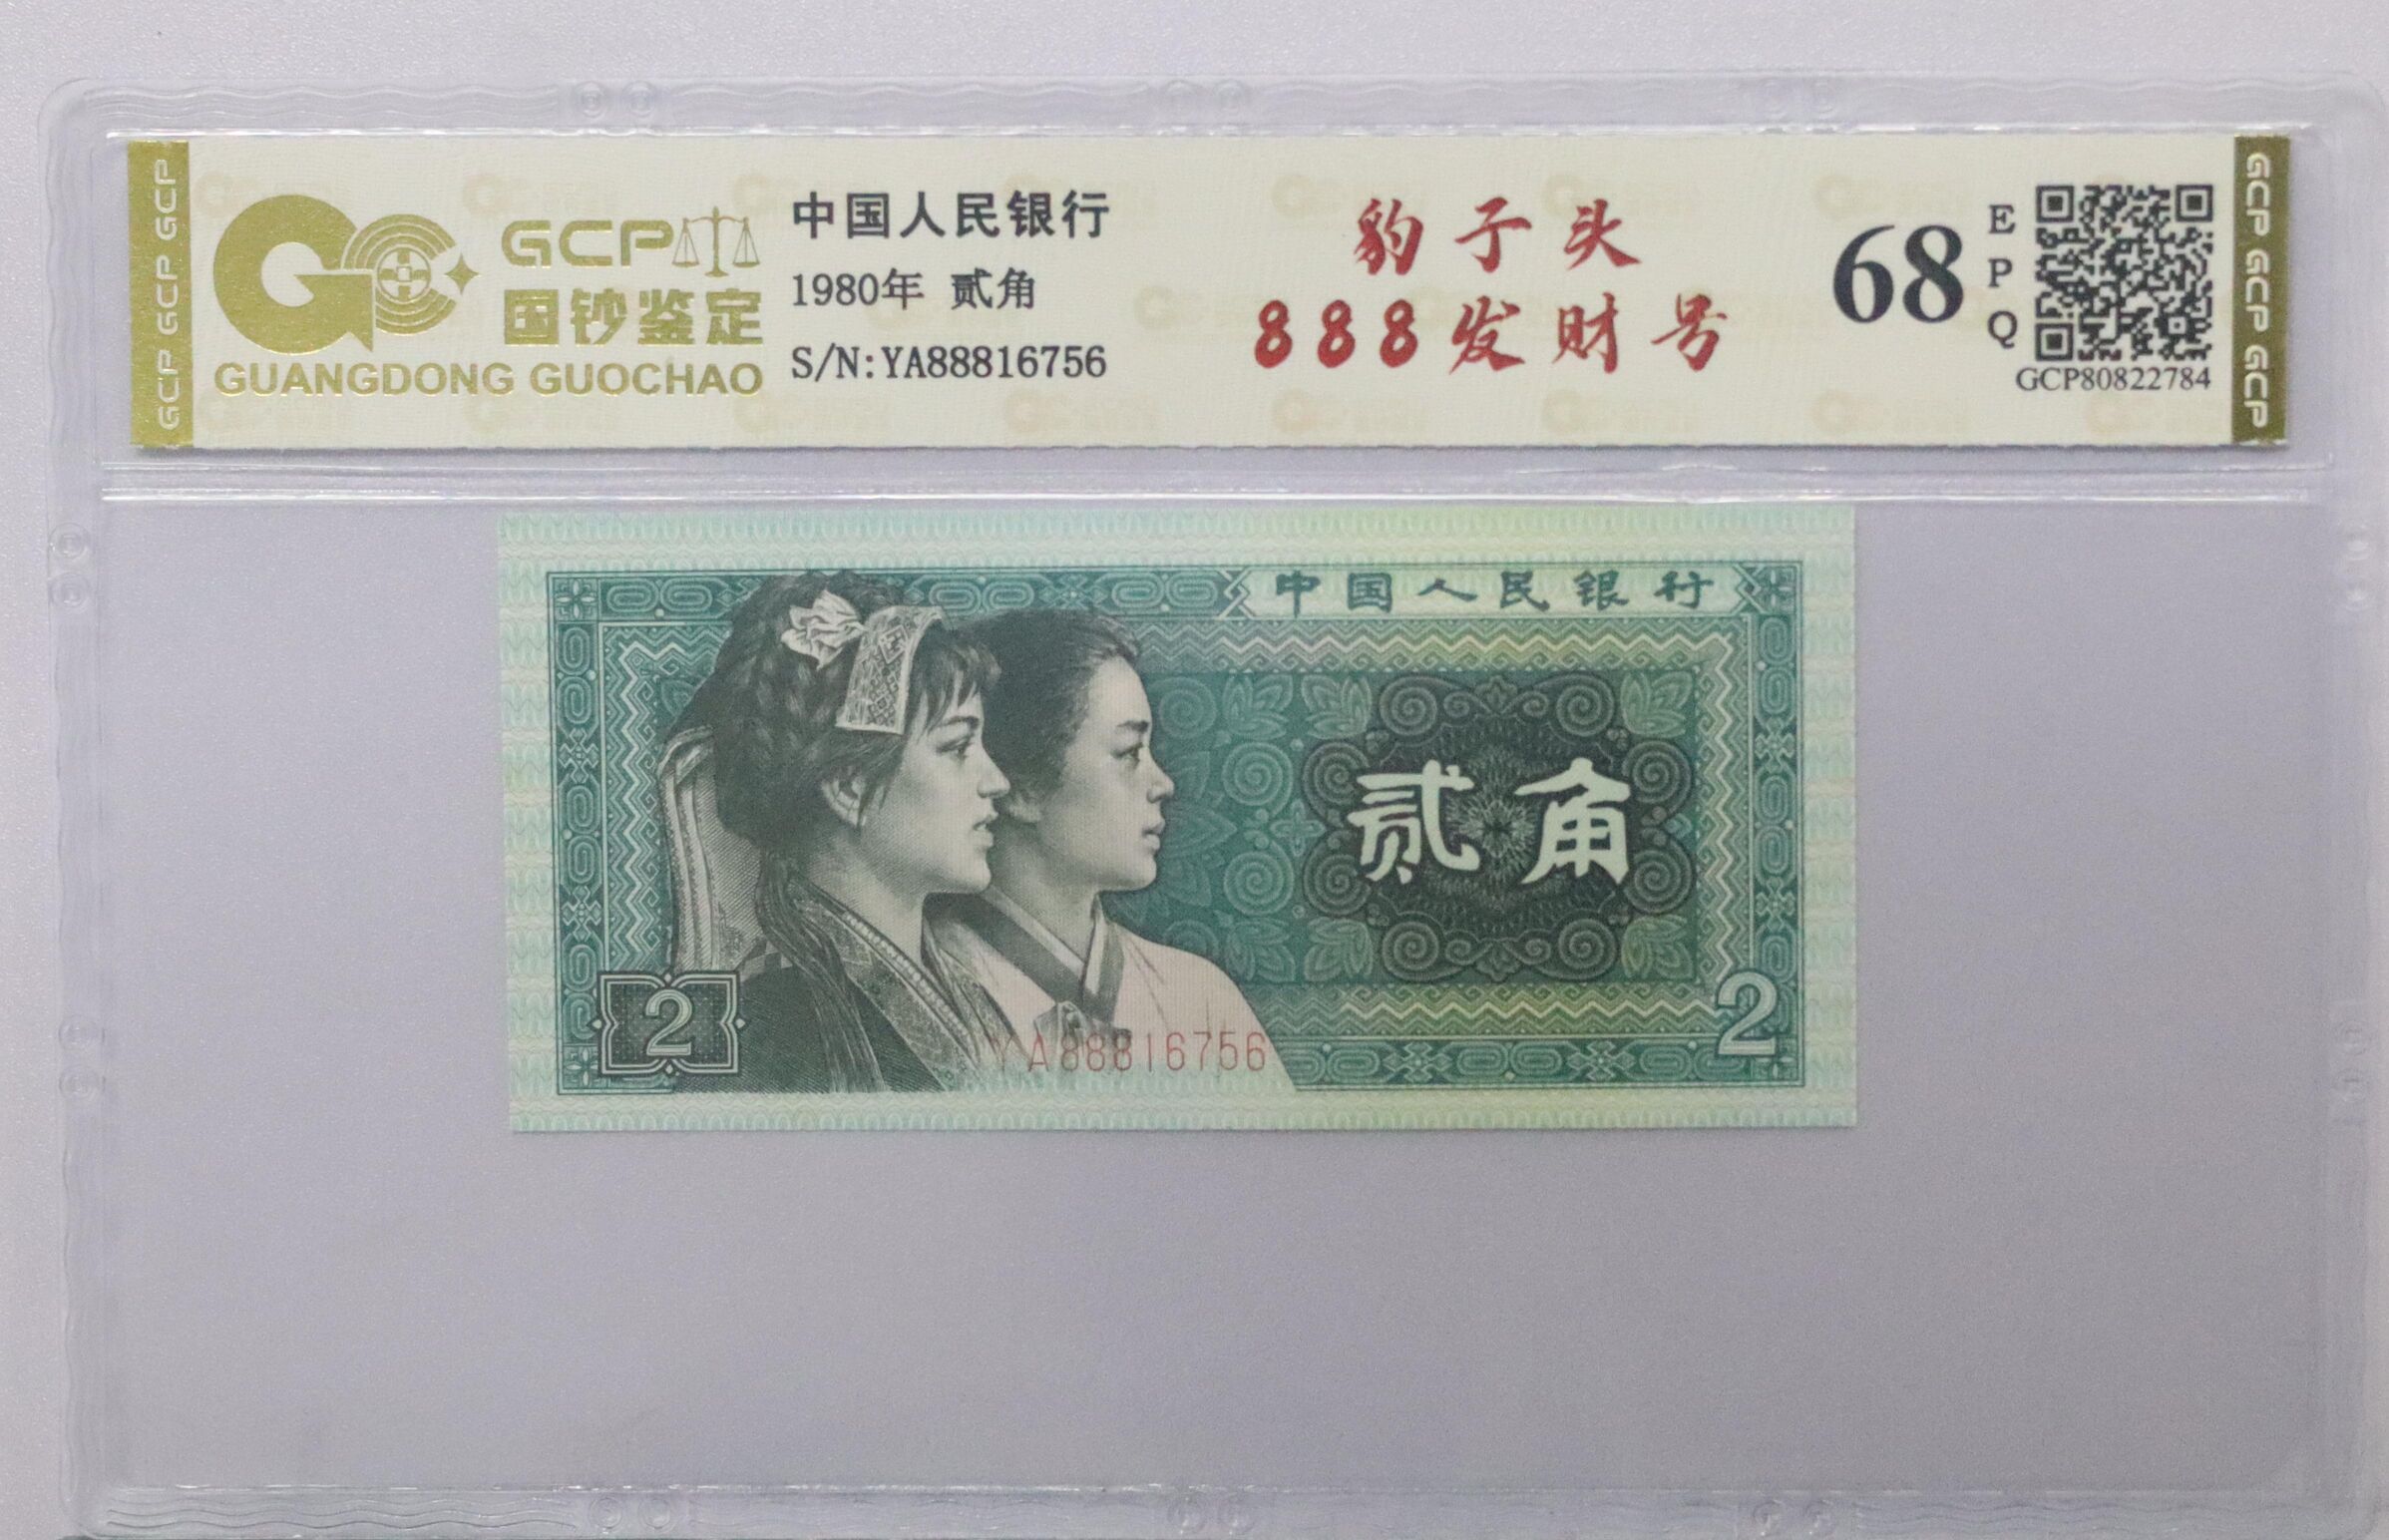 GCP GCP GCP
GCP
国钞鉴定
GUANGDONG GUOCHAO
中国人民银行
1980年 贰角
S/N:YA88816756
豹子头
888发财号
68
EPQ
GCP80822784
GCP GCP GCP
中国人民银行
贰角
2
YA88816756
2